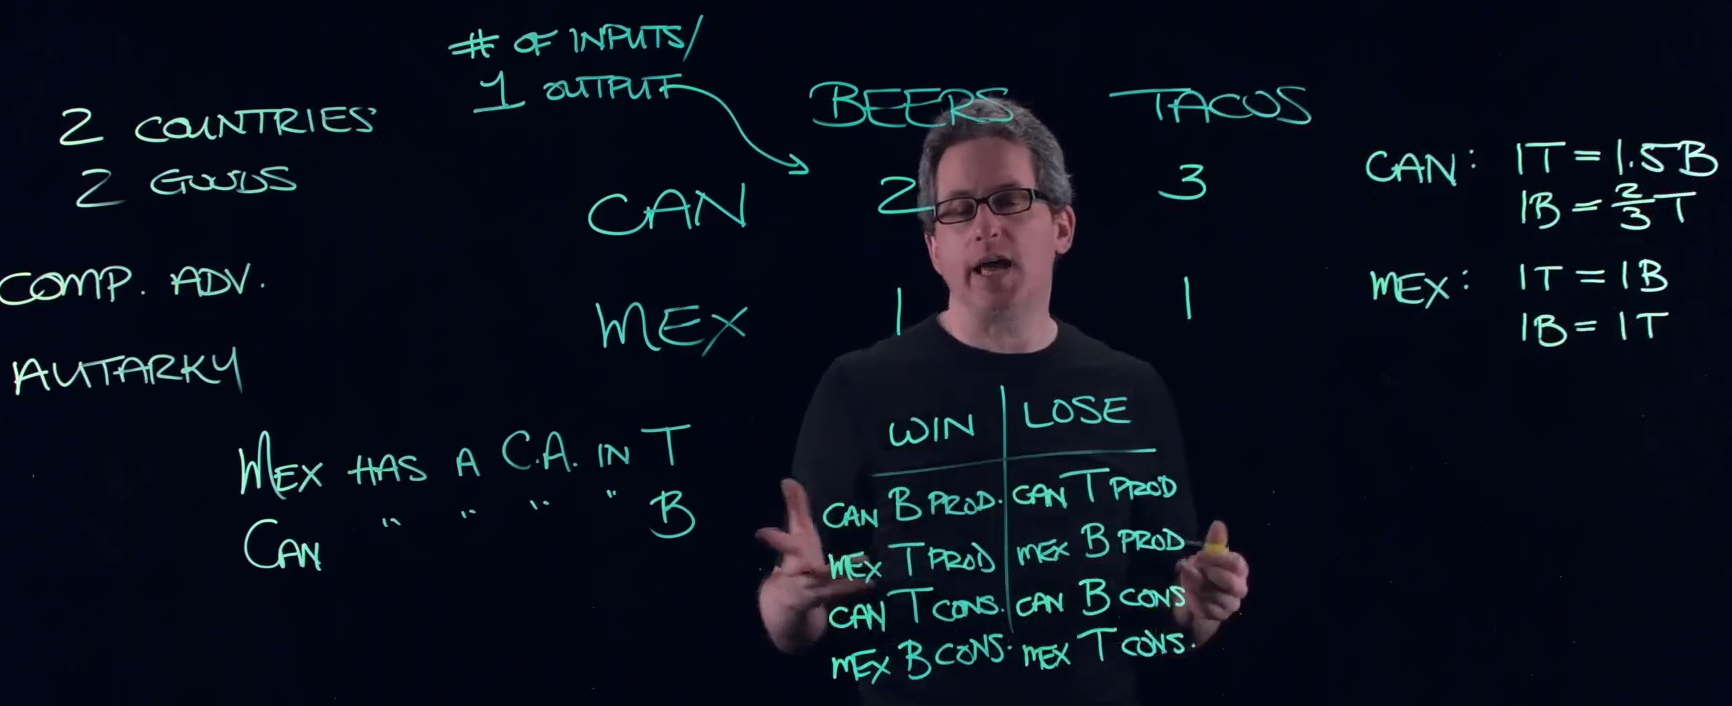 # OF INPUTS/
1 OUTPUT
2 COUNTRIES
2 GOODS
COMP. ADV.
AUTARKY
BEERS TACOS
CAN 2 3
MEX 1 1
CAN: 1T = 1.5B
1B = 2/3 T
MEX: 1T = 1B
1B = 1T
MEX HAS A C.A. IN T
CAN " " " " B
WIN LOSE
CAN B PROD. CAN T PROD
MEX T PROD MEX B PROD
CAN T CONS. CAN B CONS
MEX B CONS. MEX T CONS.